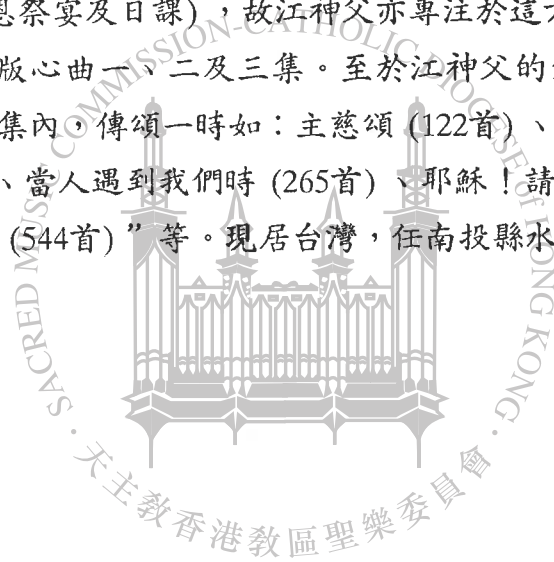 恩祭宴及日課)，故江神父亦專注於這
版心曲一、二及三集。至於江神父的
集內，傳頌一時如：主慈頌 (122首)、
、當人遇到我們時 (265首)、耶穌！請
(544首)”等。現居台灣，任南投縣水
SACRED MUSIC COMMISSION-CATHOLIC DIOCESE of HONG KONG.
天主教香港教區聖樂委員會